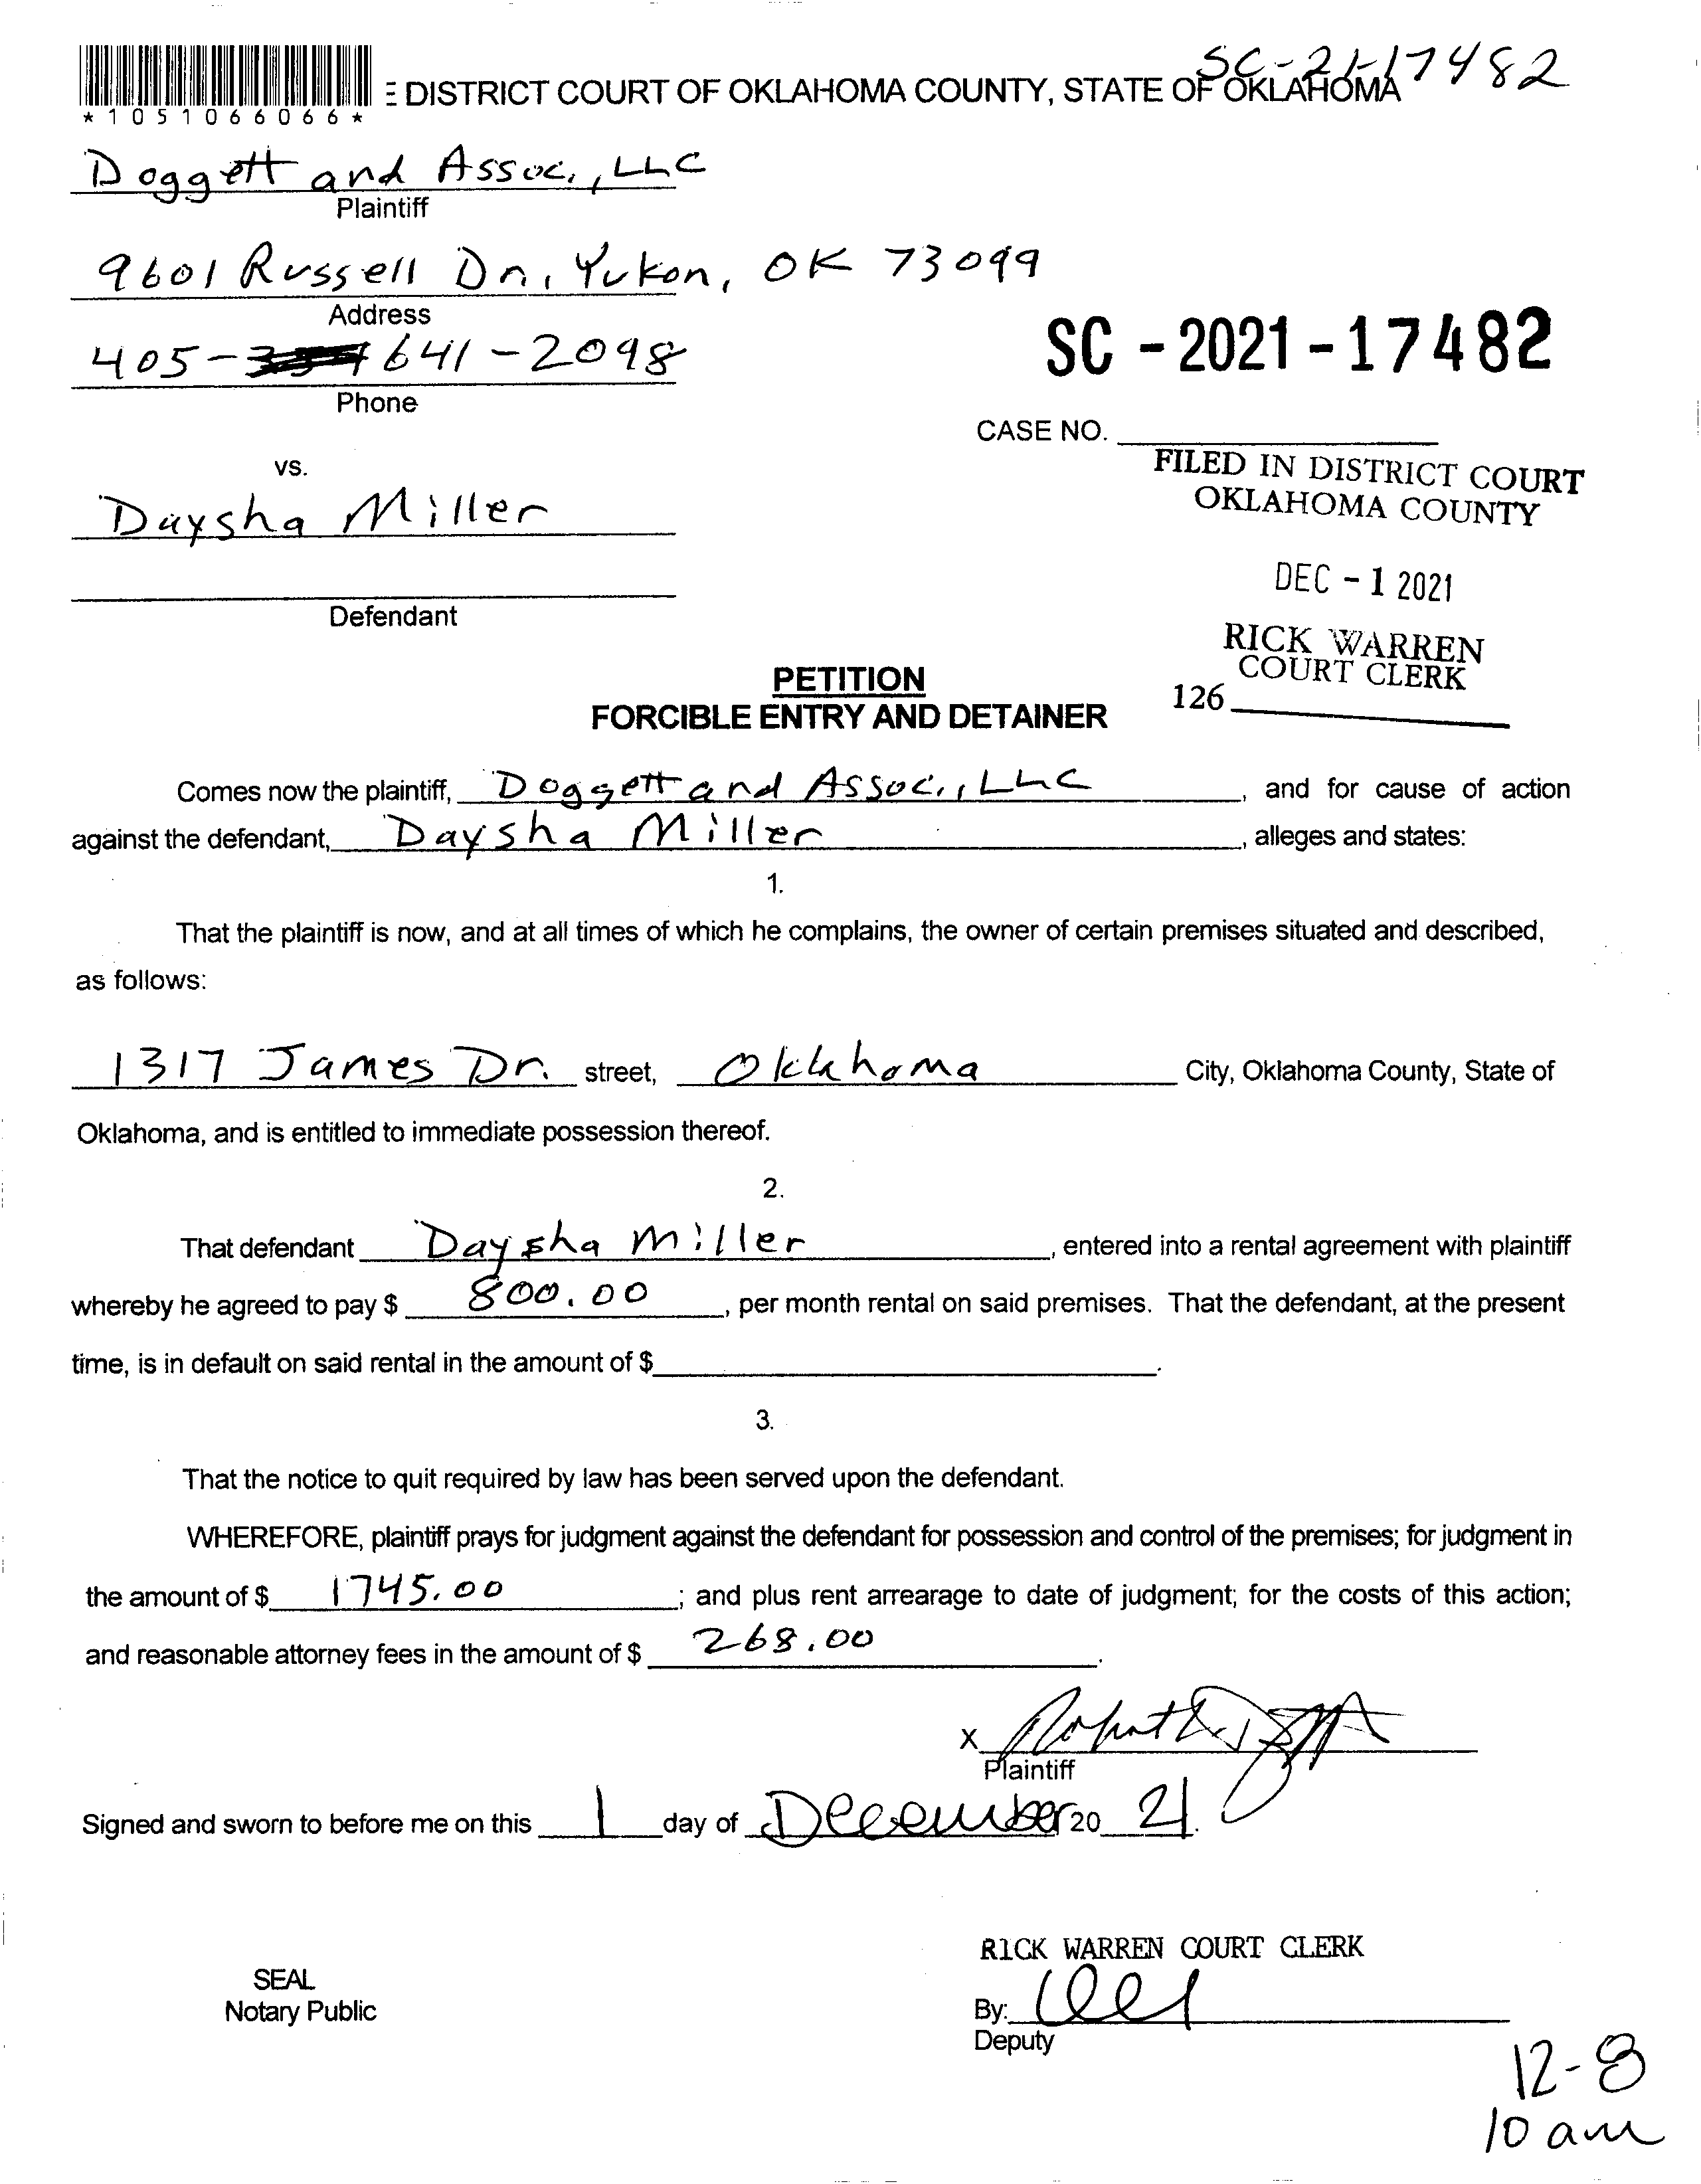 SC-21-17482
E DISTRICT COURT OF OKLAHOMA COUNTY, STATE OF OKLAHOMA
*1051066066*
Doggett and Assoc., LLC
Plaintiff
9601 Russell Dr., Yukon, OK 73099
Address
405- 641-2098
Phone
SC - 2021 - 17482
CASE NO.
vs.
FILED IN DISTRICT COURT
OKLAHOMA COUNTY
Daysha Miller
DEC - 1 2021
Defendant
RICK WARREN
COURT CLERK
126
PETITION
FORCIBLE ENTRY AND DETAINER
Comes now the plaintiff, Doggett and Assoc., LLC, and for cause of action
against the defendant, Daysha Miller, alleges and states:
1.
That the plaintiff is now, and at all times of which he complains, the owner of certain premises situated and described,
as follows:
1317 James Dr. street, Oklahoma City, Oklahoma County, State of
Oklahoma, and is entitled to immediate possession thereof.
2.
That defendant Daysha Miller, entered into a rental agreement with plaintiff
whereby he agreed to pay $ 800.00, per month rental on said premises. That the defendant, at the present
time, is in default on said rental in the amount of $.
3.
That the notice to quit required by law has been served upon the defendant.
WHEREFORE, plaintiff prays for judgment against the defendant for possession and control of the premises; for judgment in
the amount of $ 1745.00; and plus rent arrearage to date of judgment; for the costs of this action;
and reasonable attorney fees in the amount of $ 268.00.
X
Plaintiff
Signed and sworn to before me on this 1 day of December 20 21.
RICK WARREN COURT CLERK
SEAL
Notary Public
By:
Deputy
12-8
10 am